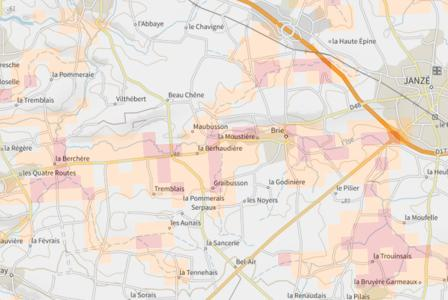 l'Abbaye
le Chavigné
la Haute Épine
la Pommeraie
JANZÉ
la Tremblais
Vilthébert
Beau Chêne
D46
Maubusson
la Moustière
Brie
la Régère
la Berhaudière
D17
la Berchère
les Quatre Routes
Tremblais
Graibusson
la Godinière
le Pilier
la Pommerais
les Noyers
Serpaux
les Aunais
la Moufelle
la Févrais
la Sancerie
la Trouinsais
Bel-Air
la Tennehais
la Bruyère Garmeaux
la Sorais
la Renaudais
le Pilais